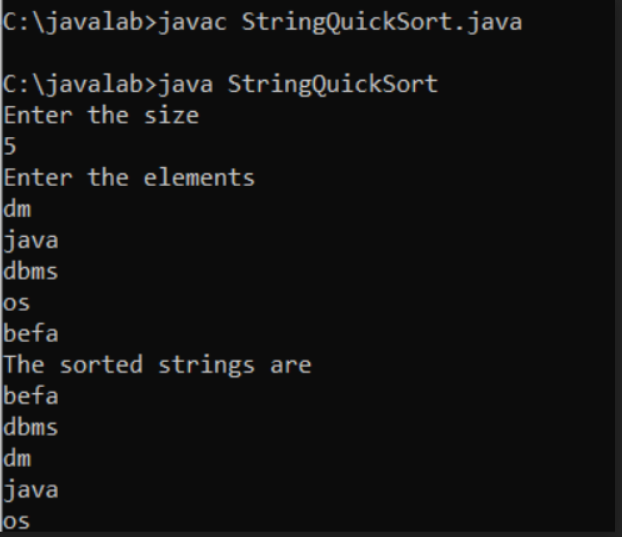 C:\javalab>javac StringQuickSort.java
C:\javalab>java StringQuickSort
Enter the size
5
Enter the elements
dm
java
dbms
os
befa
The sorted strings are
befa
dbms
dm
java
os